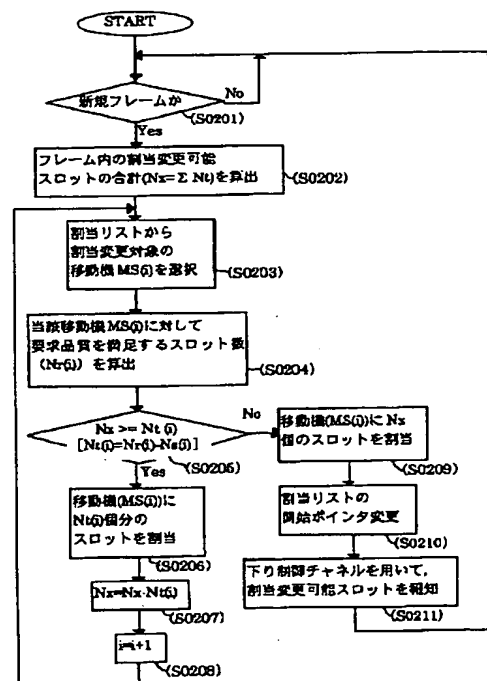 START
新規フレームか
No
(S0201)
Yes
フレーム内の割当変更可能
スロットの合計(Nx=Σ Nt)を算出
(S0202)
割当リストから
割当変更対象の
移動機 MS(i)を選択
(S0203)
当該移動機 MS(i)に対して
要求品質を満足するスロット数
(Nr(i)) を算出
(S0204)
Nx >= Nt (i)
[Nt(i)=Nr(i)-Ns(i)]
No
(S0205)
Yes
移動機(MS(i))に
Nt(i)個分の
スロットを割当
(S0206)
Nx=Nx-Nt(i)
(S0207)
i=i+1
(S0208)
移動機(MS(i))に Nx
個のスロットを割当
(S0209)
割当リストの
開始ポインタ変更
(S0210)
下り制御チャネルを用いて,
割当変更可能スロットを報知
(S0211)